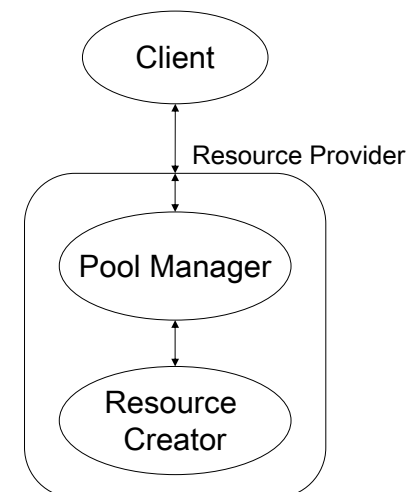 Client
Resource Provider
Pool Manager
Resource
Creator